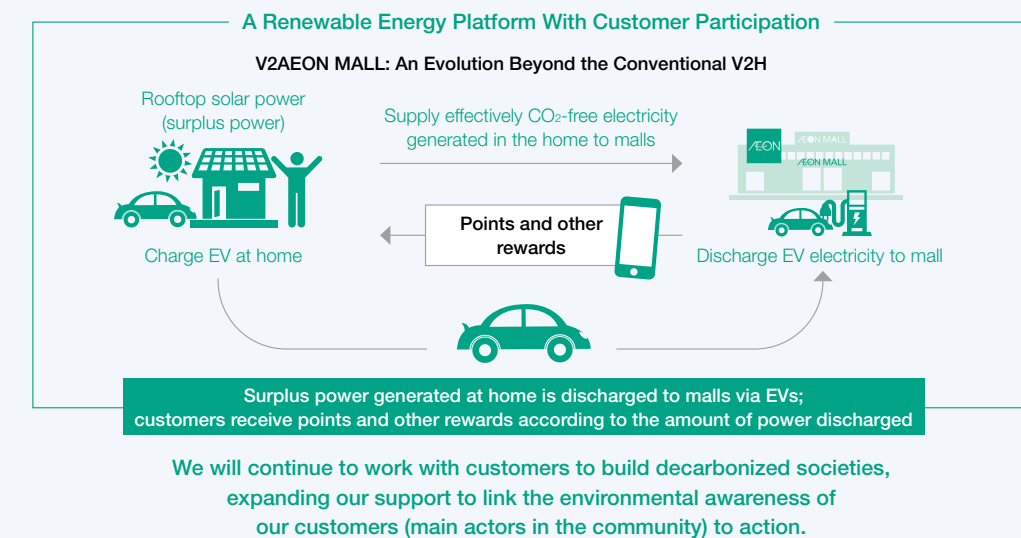 A Renewable Energy Platform With Customer Participation
V2AEON MALL: An Evolution Beyond the Conventional V2H
Rooftop solar power
(surplus power)
Supply effectively CO₂-free electricity
generated in the home to malls
ÆON
ÆON MALL
ÆON MALL
Points and other
rewards
Charge EV at home
Discharge EV electricity to mall
Surplus power generated at home is discharged to malls via EVs;
customers receive points and other rewards according to the amount of power discharged
We will continue to work with customers to build decarbonized societies,
expanding our support to link the environmental awareness of
our customers (main actors in the community) to action.